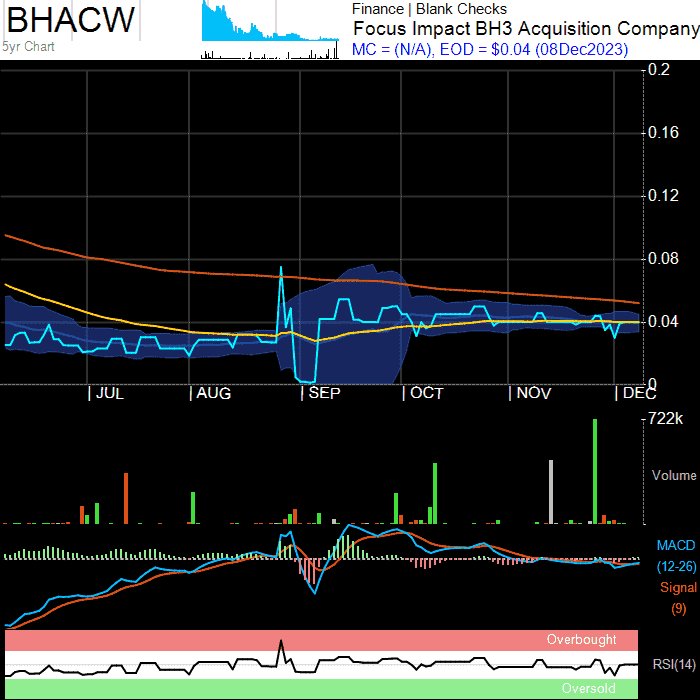 BHACW
5yr Chart
Finance | Blank Checks
Focus Impact BH3 Acquisition Company
MC = (N/A), EOD = $0.04 (08Dec2023)
0.2
0.16
0.12
0.08
0.04
0
JUL
AUG
SEP
OCT
NOV
DEC
722k
Volume
MACD
(12-26)
Signal
(9)
Overbought
RSI(14)
Oversold